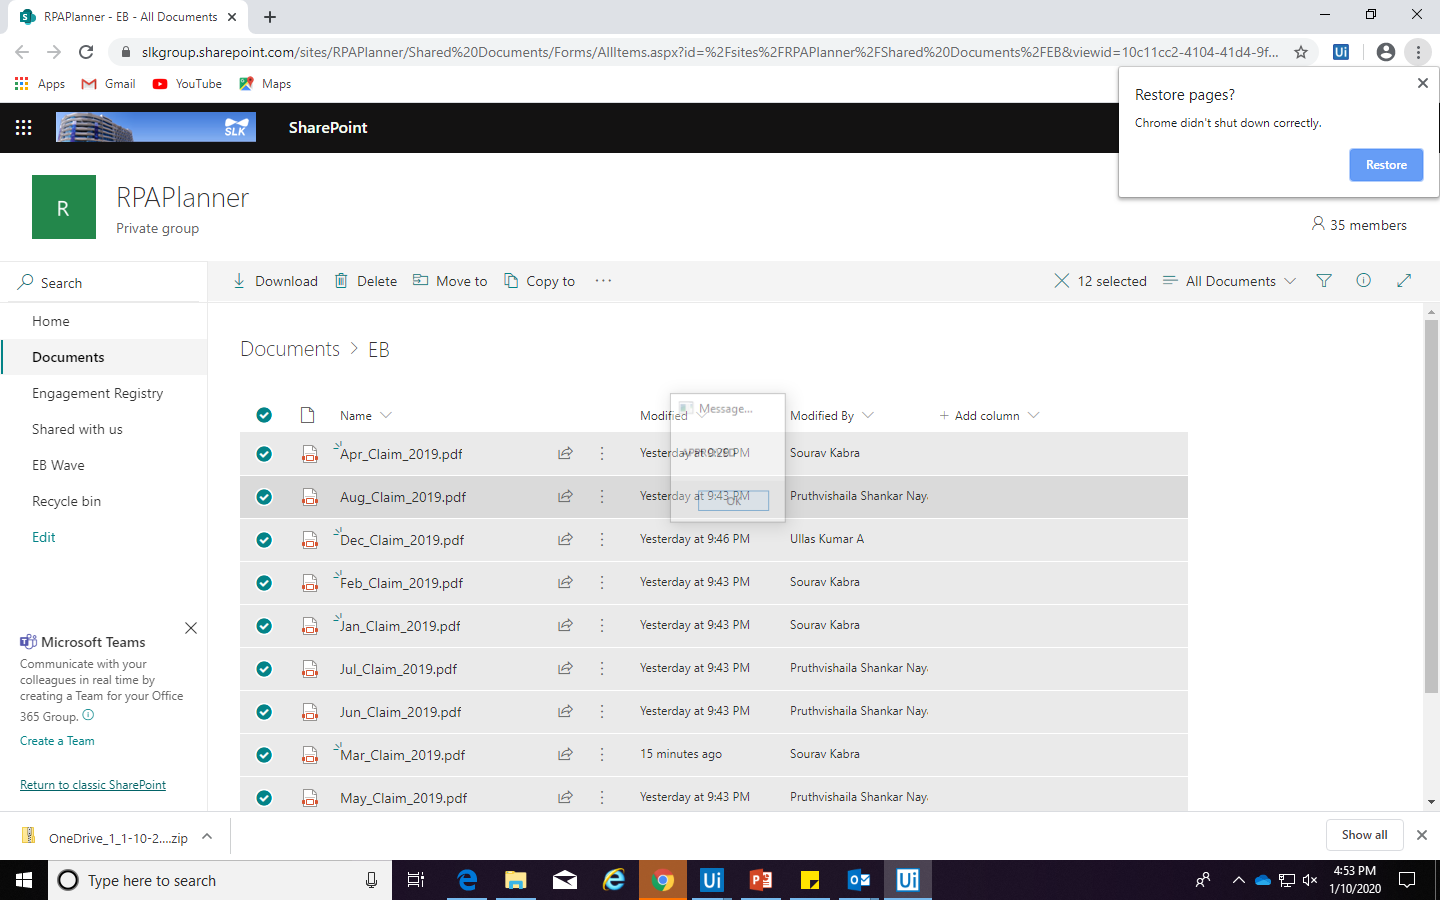 RPAPlanner - EB - All Documents
slkgroup.sharepoint.com/sites/RPAPlanner/Shared%20Documents/Forms/AllItems.aspx?id=%2Fsites%2FRPAPlanner%2FShared%20Documents%2FEB&viewid=10c11cc2-4104-41d4-9f...
Ui
Apps
Gmail
YouTube
Maps
Restore pages?
Chrome didn't shut down correctly.
Restore
SLK
SharePoint
R
RPAPlanner
Private group
35 members
Search
Download
Delete
Move to
Copy to
12 selected
All Documents
Home
Documents
Engagement Registry
Shared with us
EB Wave
Recycle bin
Edit
Documents > EB
Name
Modified
Modified By
+ Add column
Message...
OK
Apr_Claim_2019.pdf
Sourav Kabra
Aug_Claim_2019.pdf
Yesterday at 9:43 PM
Pruthvishaila Shankar Nay
Dec_Claim_2019.pdf
Yesterday at 9:46 PM
Ullas Kumar A
Feb_Claim_2019.pdf
Yesterday at 9:43 PM
Sourav Kabra
Jan_Claim_2019.pdf
Yesterday at 9:43 PM
Sourav Kabra
Jul_Claim_2019.pdf
Yesterday at 9:43 PM
Pruthvishaila Shankar Nay
Jun_Claim_2019.pdf
Yesterday at 9:43 PM
Pruthvishaila Shankar Nay
Mar_Claim_2019.pdf
15 minutes ago
Sourav Kabra
May_Claim_2019.pdf
Yesterday at 9:43 PM
Pruthvishaila Shankar Nay
Microsoft Teams
Communicate with your
colleagues in real time by
creating a Team for your Office
365 Group.
Create a Team
Return to classic SharePoint
OneDrive_1_1-10-2....zip
Show all
Type here to search
Ui
Ui
4:53 PM
1/10/2020